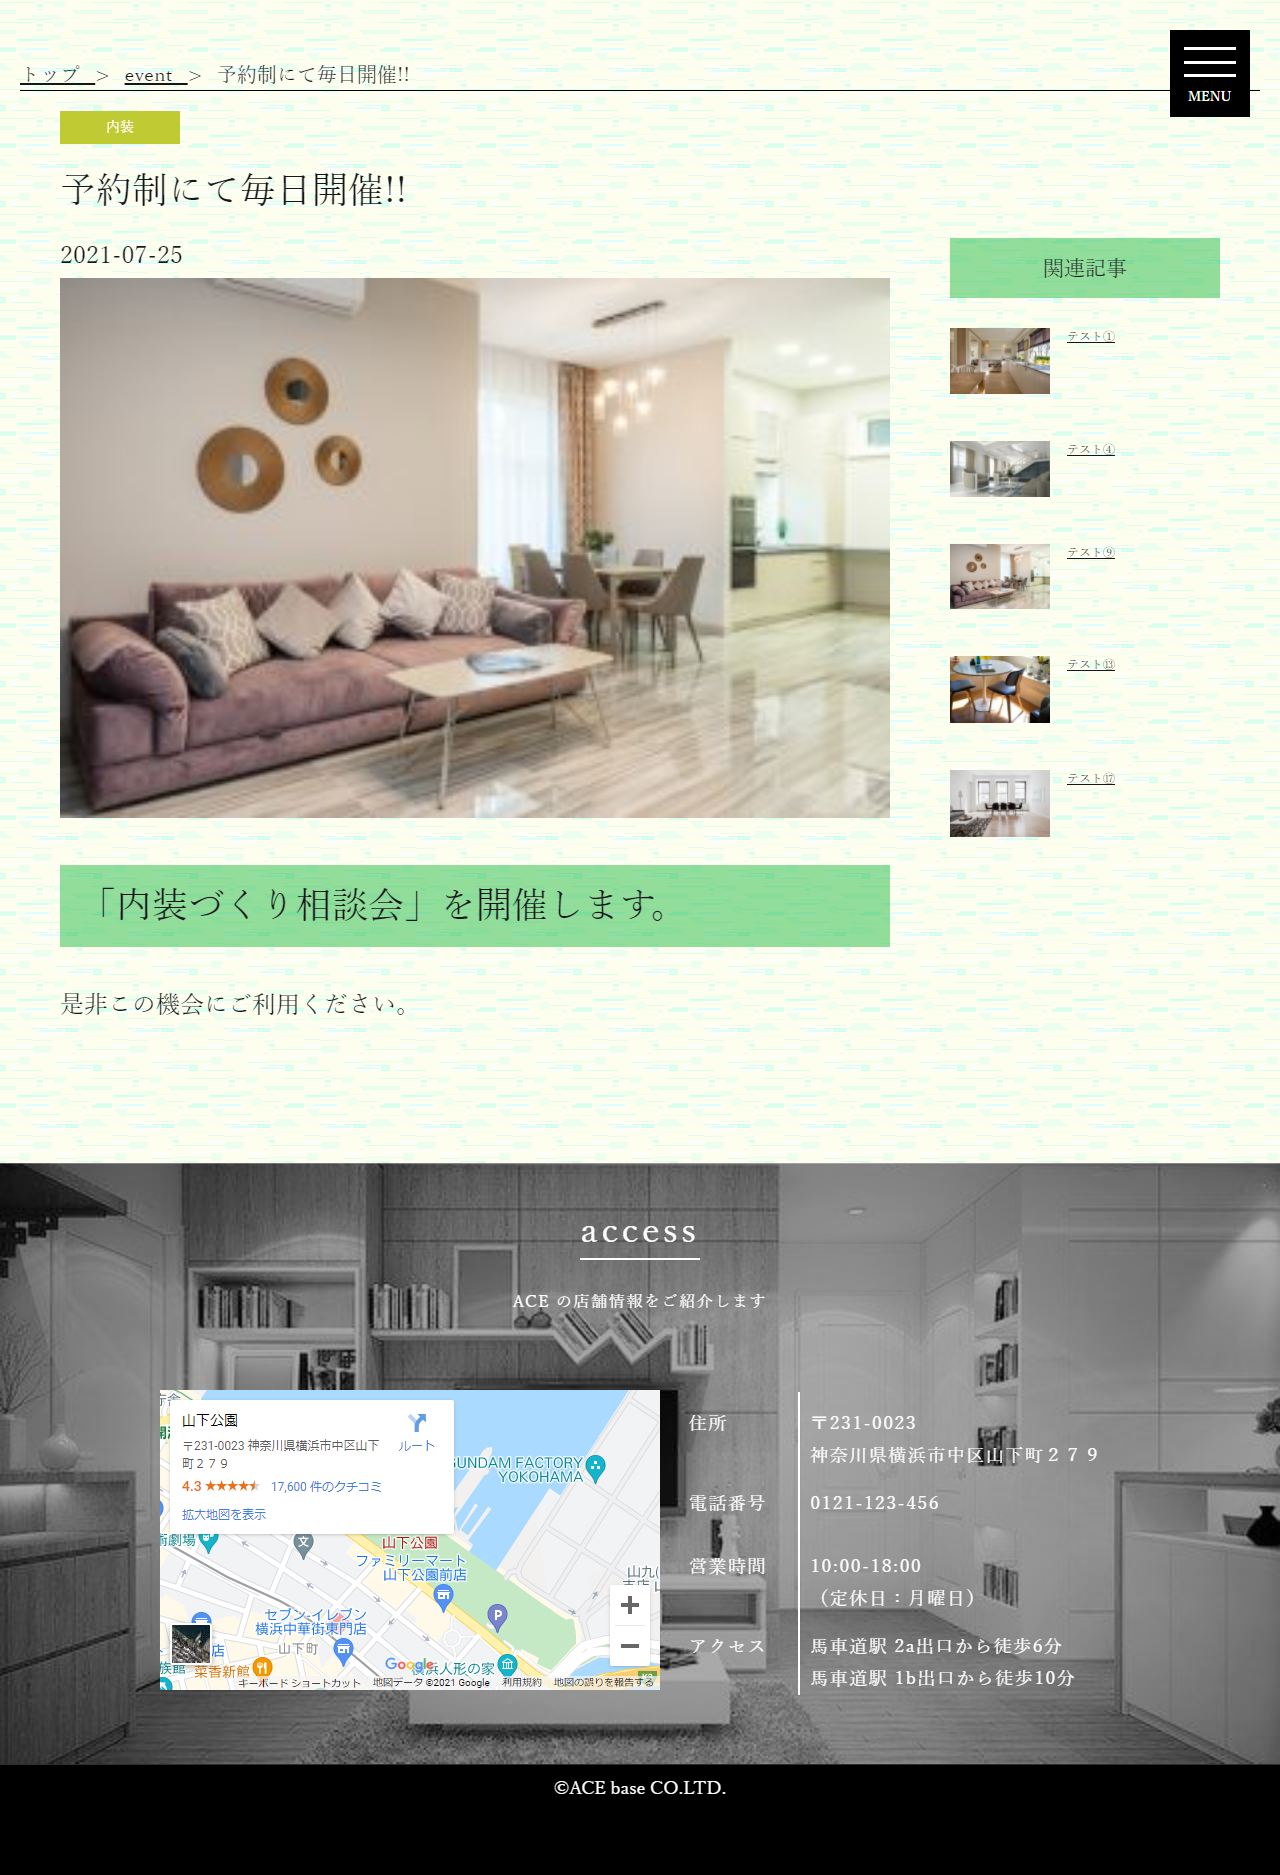 トップ > event > 予約制にて毎日開催!!
MENU
内装
予約制にて毎日開催!!
2021-07-25
関連記事
テスト①
テスト④
テスト⑨
テスト⑬
テスト⑰
「内装づくり相談会」を開催します。
是非この機会にご利用ください。
access
ACE の店舗情報をご紹介します
山下公園
ルート
〒231-0023 神奈川県横浜市中区山下
町２７９
4.3
17,600 件のクチコミ
拡大地図を表示
GUNDAM FACTORY
YOKOHAMA
術劇場
山下公園
ファミリーマート
山下公園前店
セブン-イレブン
横浜中華街東門店
山下町
菜香新館
横浜人形の家
Google
キーボード ショートカット
地図データ ©2021 Google
利用規約
地図の誤りを報告する
住所
〒231-0023
神奈川県横浜市中区山下町２７９
電話番号
0121-123-456
営業時間
10:00-18:00
（定休日：月曜日）
アクセス
馬車道駅 2a出口から徒歩6分
馬車道駅 1b出口から徒歩10分
©ACE base CO.LTD.